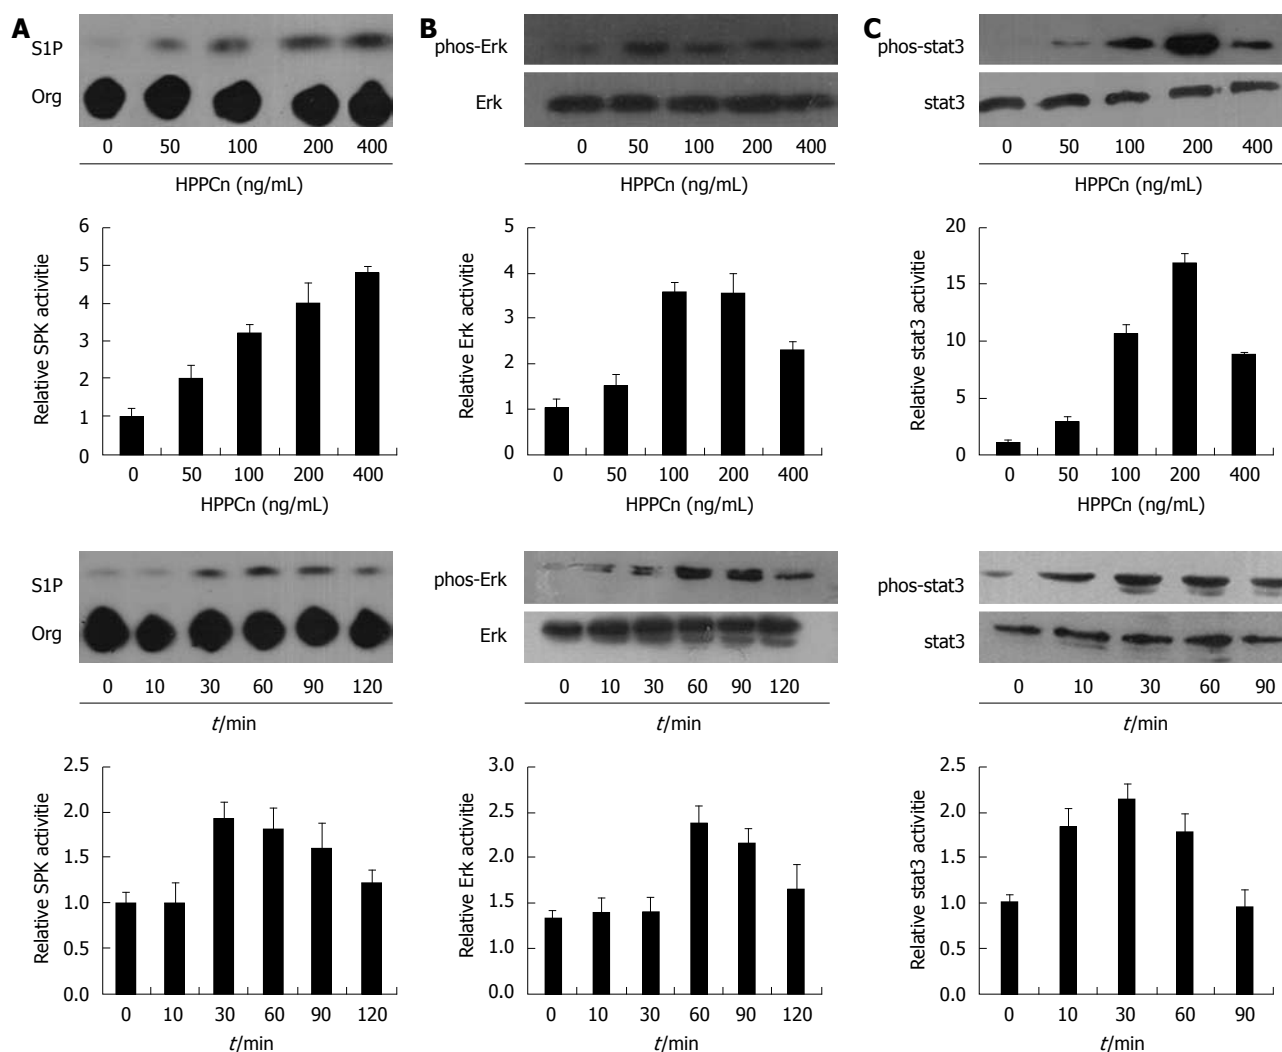 A
S1P
Org
0 50 100 200 400
HPPCn (ng/mL)
6
5
4
3
2
1
0
Relative SPK activitie
0 50 100 200 400
HPPCn (ng/mL)
S1P
Org
0 10 30 60 90 120
t/min
2.5
2.0
1.5
1.0
0.5
0.0
Relative SPK activitie
0 10 30 60 90 120
t/min
B
phos-Erk
Erk
0 50 100 200 400
HPPCn (ng/mL)
5
4
3
2
1
0
Relative Erk activitie
0 50 100 200 400
HPPCn (ng/mL)
phos-Erk
Erk
0 10 30 60 90 120
t/min
3.0
2.5
2.0
1.5
1.0
0.5
0.0
Relative Erk activitie
0 10 30 60 90 120
t/min
C
phos-stat3
stat3
0 50 100 200 400
HPPCn (ng/mL)
20
15
10
5
0
Relative stat3 activitie
0 50 100 200 400
HPPCn (ng/mL)
phos-stat3
stat3
0 10 30 60 90
t/min
2.5
2.0
1.5
1.0
0.5
0.0
Relative stat3 activitie
0 10 30 60 90
t/min